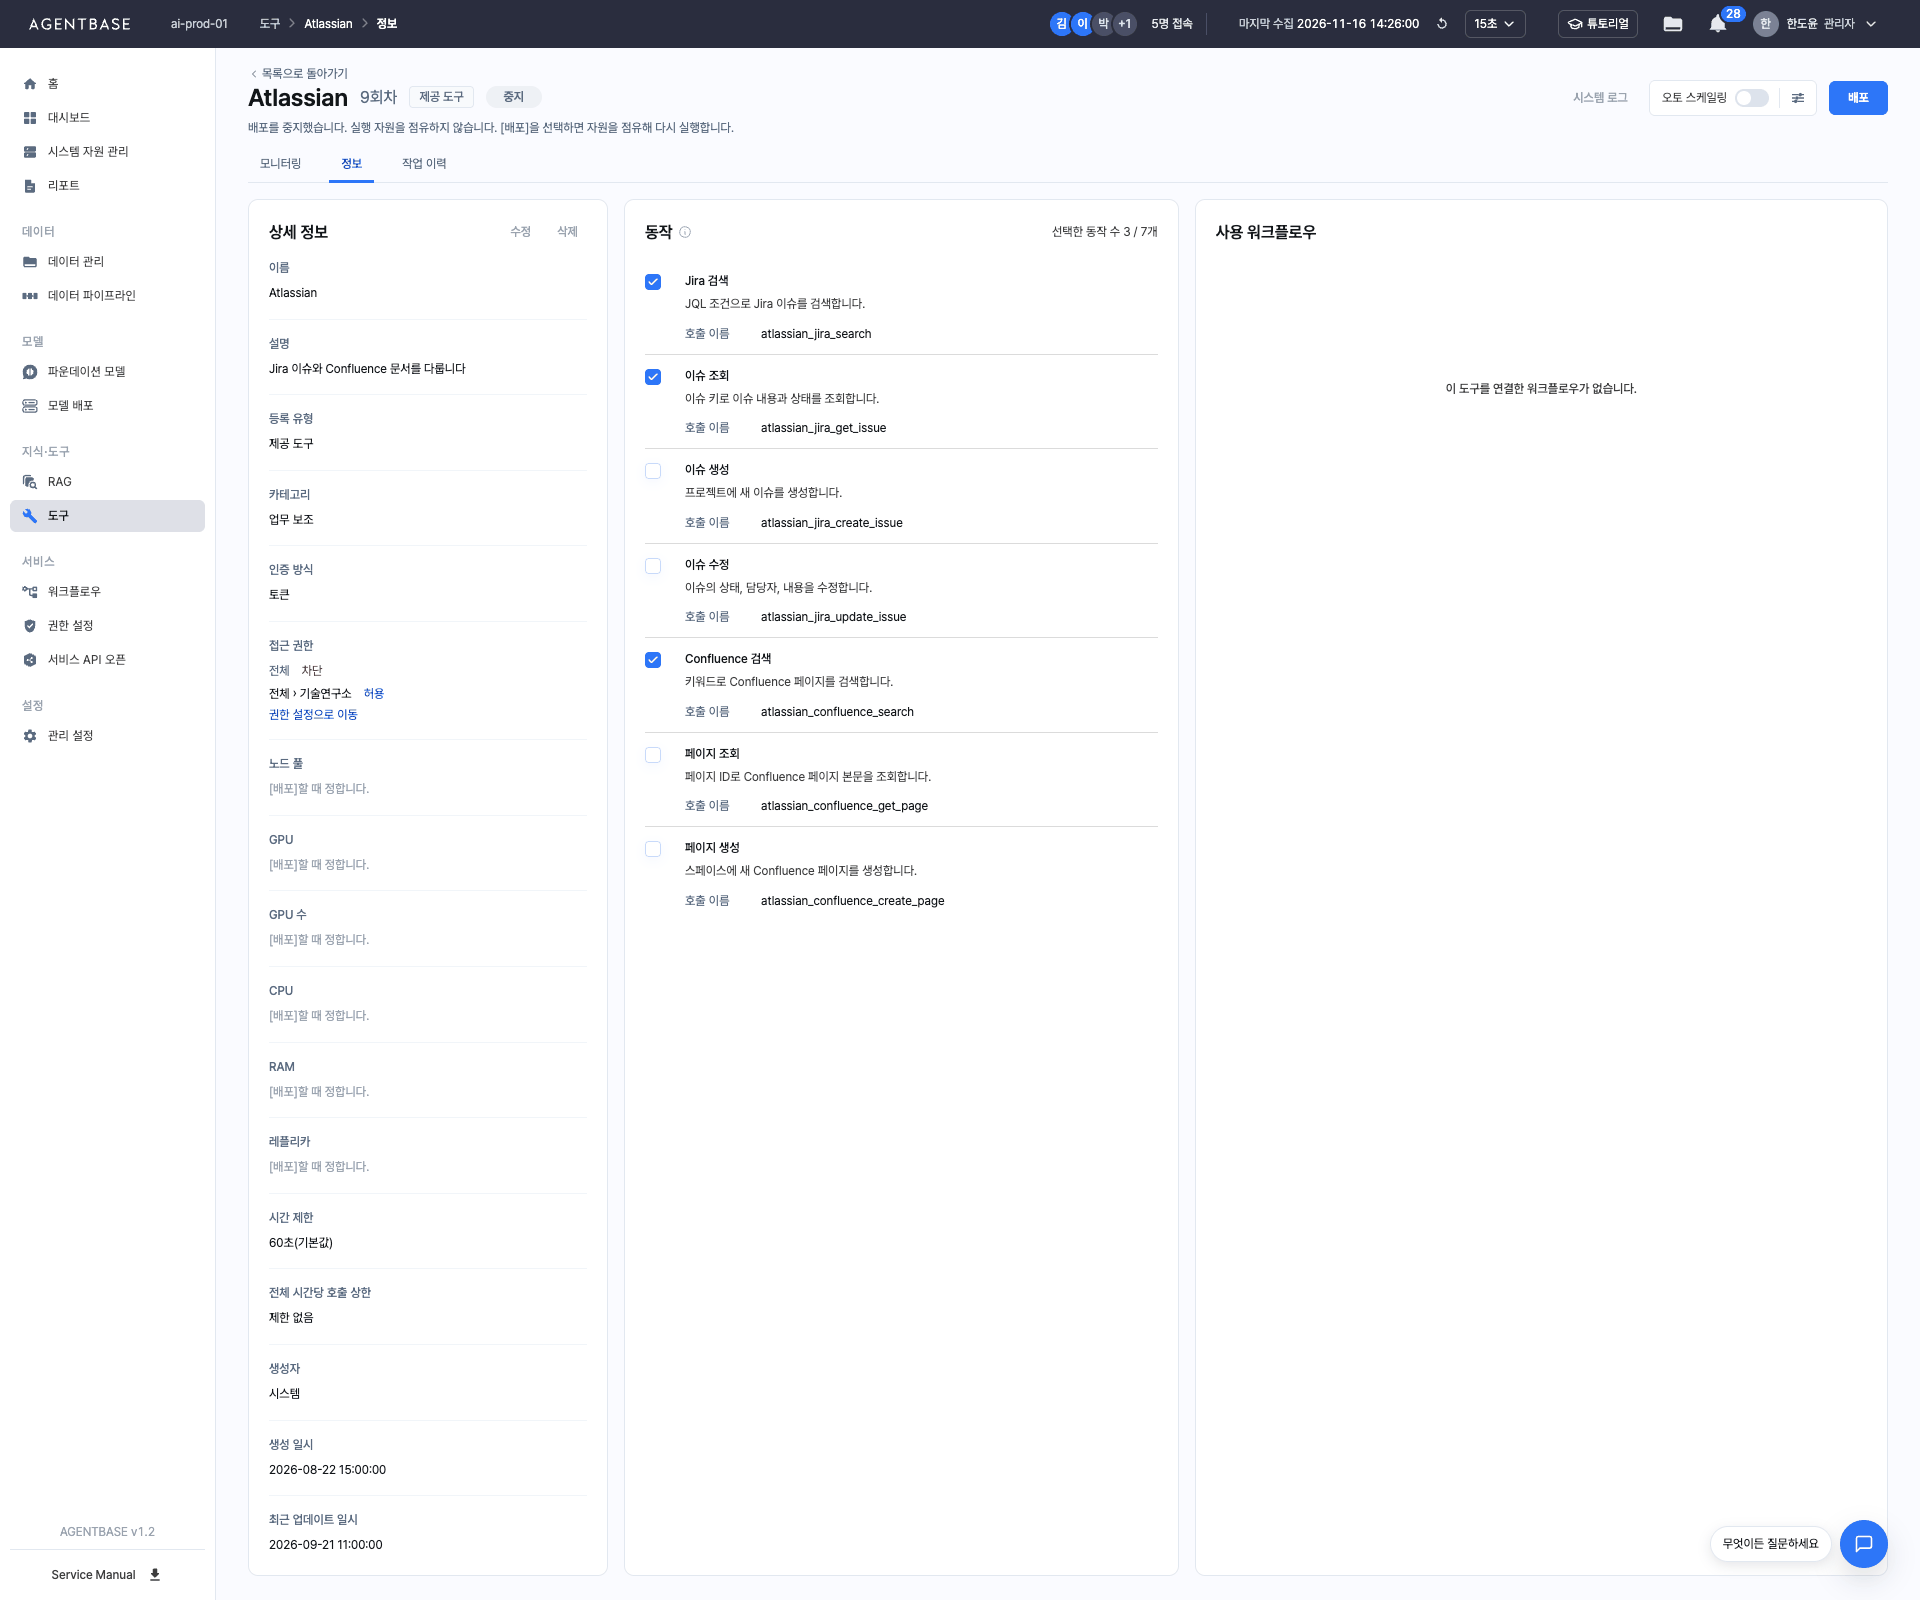 AGENTBASE
ai-prod-01
도구 > Atlassian > 정보
김 이 박 +1 5명 접속
마지막 수집 2026-11-16 14:26:00
15초
튜토리얼
28
한 한도윤 관리자
홈
대시보드
시스템 자원 관리
리포트
데이터
데이터 관리
데이터 파이프라인
모델
파운데이션 모델
모델 배포
지식·도구
RAG
도구
서비스
워크플로우
권한 설정
서비스 API 오픈
설정
관리 설정
AGENTBASE v1.2
Service Manual
목록으로 돌아가기
Atlassian 9회차 제공 도구 중지
시스템 로그
오토 스케일링
배포
배포를 중지했습니다. 실행 자원을 점유하지 않습니다. [배포]을 선택하면 자원을 점유해 다시 실행합니다.
모니터링 정보 작업 이력
상세 정보 수정 삭제
이름
Atlassian
설명
Jira 이슈와 Confluence 문서를 다룹니다
등록 유형
제공 도구
카테고리
업무 보조
인증 방식
토큰
접근 권한
전체 차단
전체 › 기술연구소 허용
권한 설정으로 이동
노드 풀
[배포]할 때 정합니다.
GPU
[배포]할 때 정합니다.
GPU 수
[배포]할 때 정합니다.
CPU
[배포]할 때 정합니다.
RAM
[배포]할 때 정합니다.
레플리카
[배포]할 때 정합니다.
시간 제한
60초(기본값)
전체 시간당 호출 상한
제한 없음
생성자
시스템
생성 일시
2026-08-22 15:00:00
최근 업데이트 일시
2026-09-21 11:00:00
동작 선택한 동작 수 3 / 7개
Jira 검색
JQL 조건으로 Jira 이슈를 검색합니다.
호출 이름 atlassian_jira_search
이슈 조회
이슈 키로 이슈 내용과 상태를 조회합니다.
호출 이름 atlassian_jira_get_issue
이슈 생성
프로젝트에 새 이슈를 생성합니다.
호출 이름 atlassian_jira_create_issue
이슈 수정
이슈의 상태, 담당자, 내용을 수정합니다.
호출 이름 atlassian_jira_update_issue
Confluence 검색
키워드로 Confluence 페이지를 검색합니다.
호출 이름 atlassian_confluence_search
페이지 조회
페이지 ID로 Confluence 페이지 본문을 조회합니다.
호출 이름 atlassian_confluence_get_page
페이지 생성
스페이스에 새 Confluence 페이지를 생성합니다.
호출 이름 atlassian_confluence_create_page
사용 워크플로우
이 도구를 연결한 워크플로우가 없습니다.
무엇이든 질문하세요